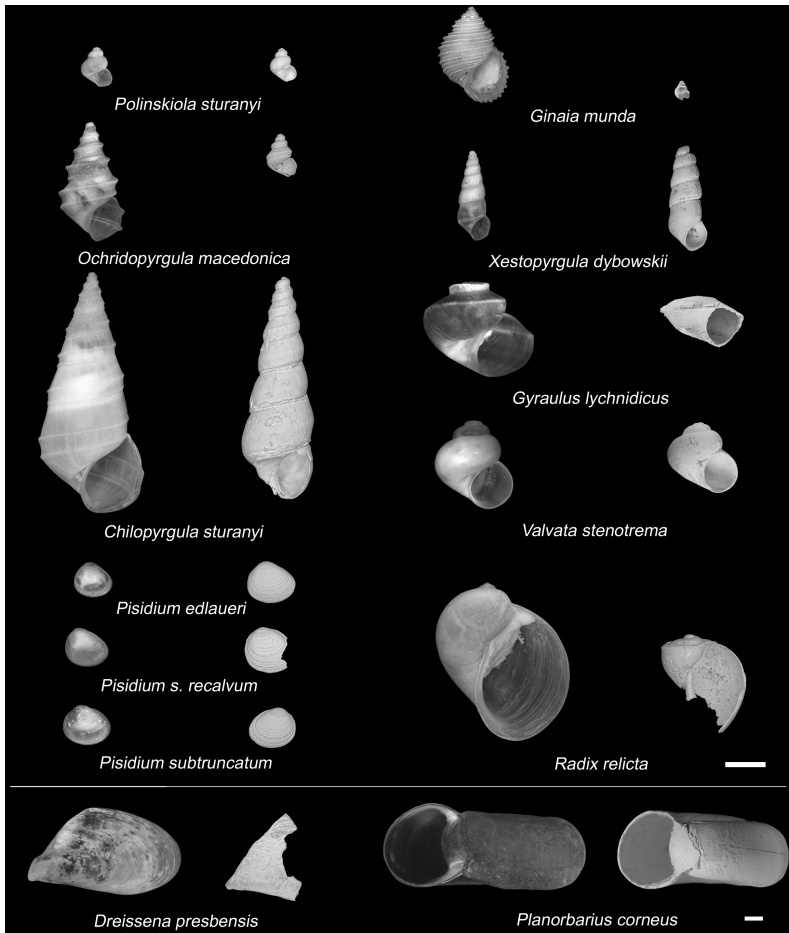 Polinskiola sturanyi
Ginaia munda
Ochridopyrgula macedonica
Xestopyrgula dybowskii
Gyraulus lychnidicus
Chilopyrgula sturanyi
Valvata stenotrema
Pisidium edlaueri
Pisidium s. recalvum
Pisidium subtruncatum
Radix relicta
Dreissena presbensis
Planorbarius corneus